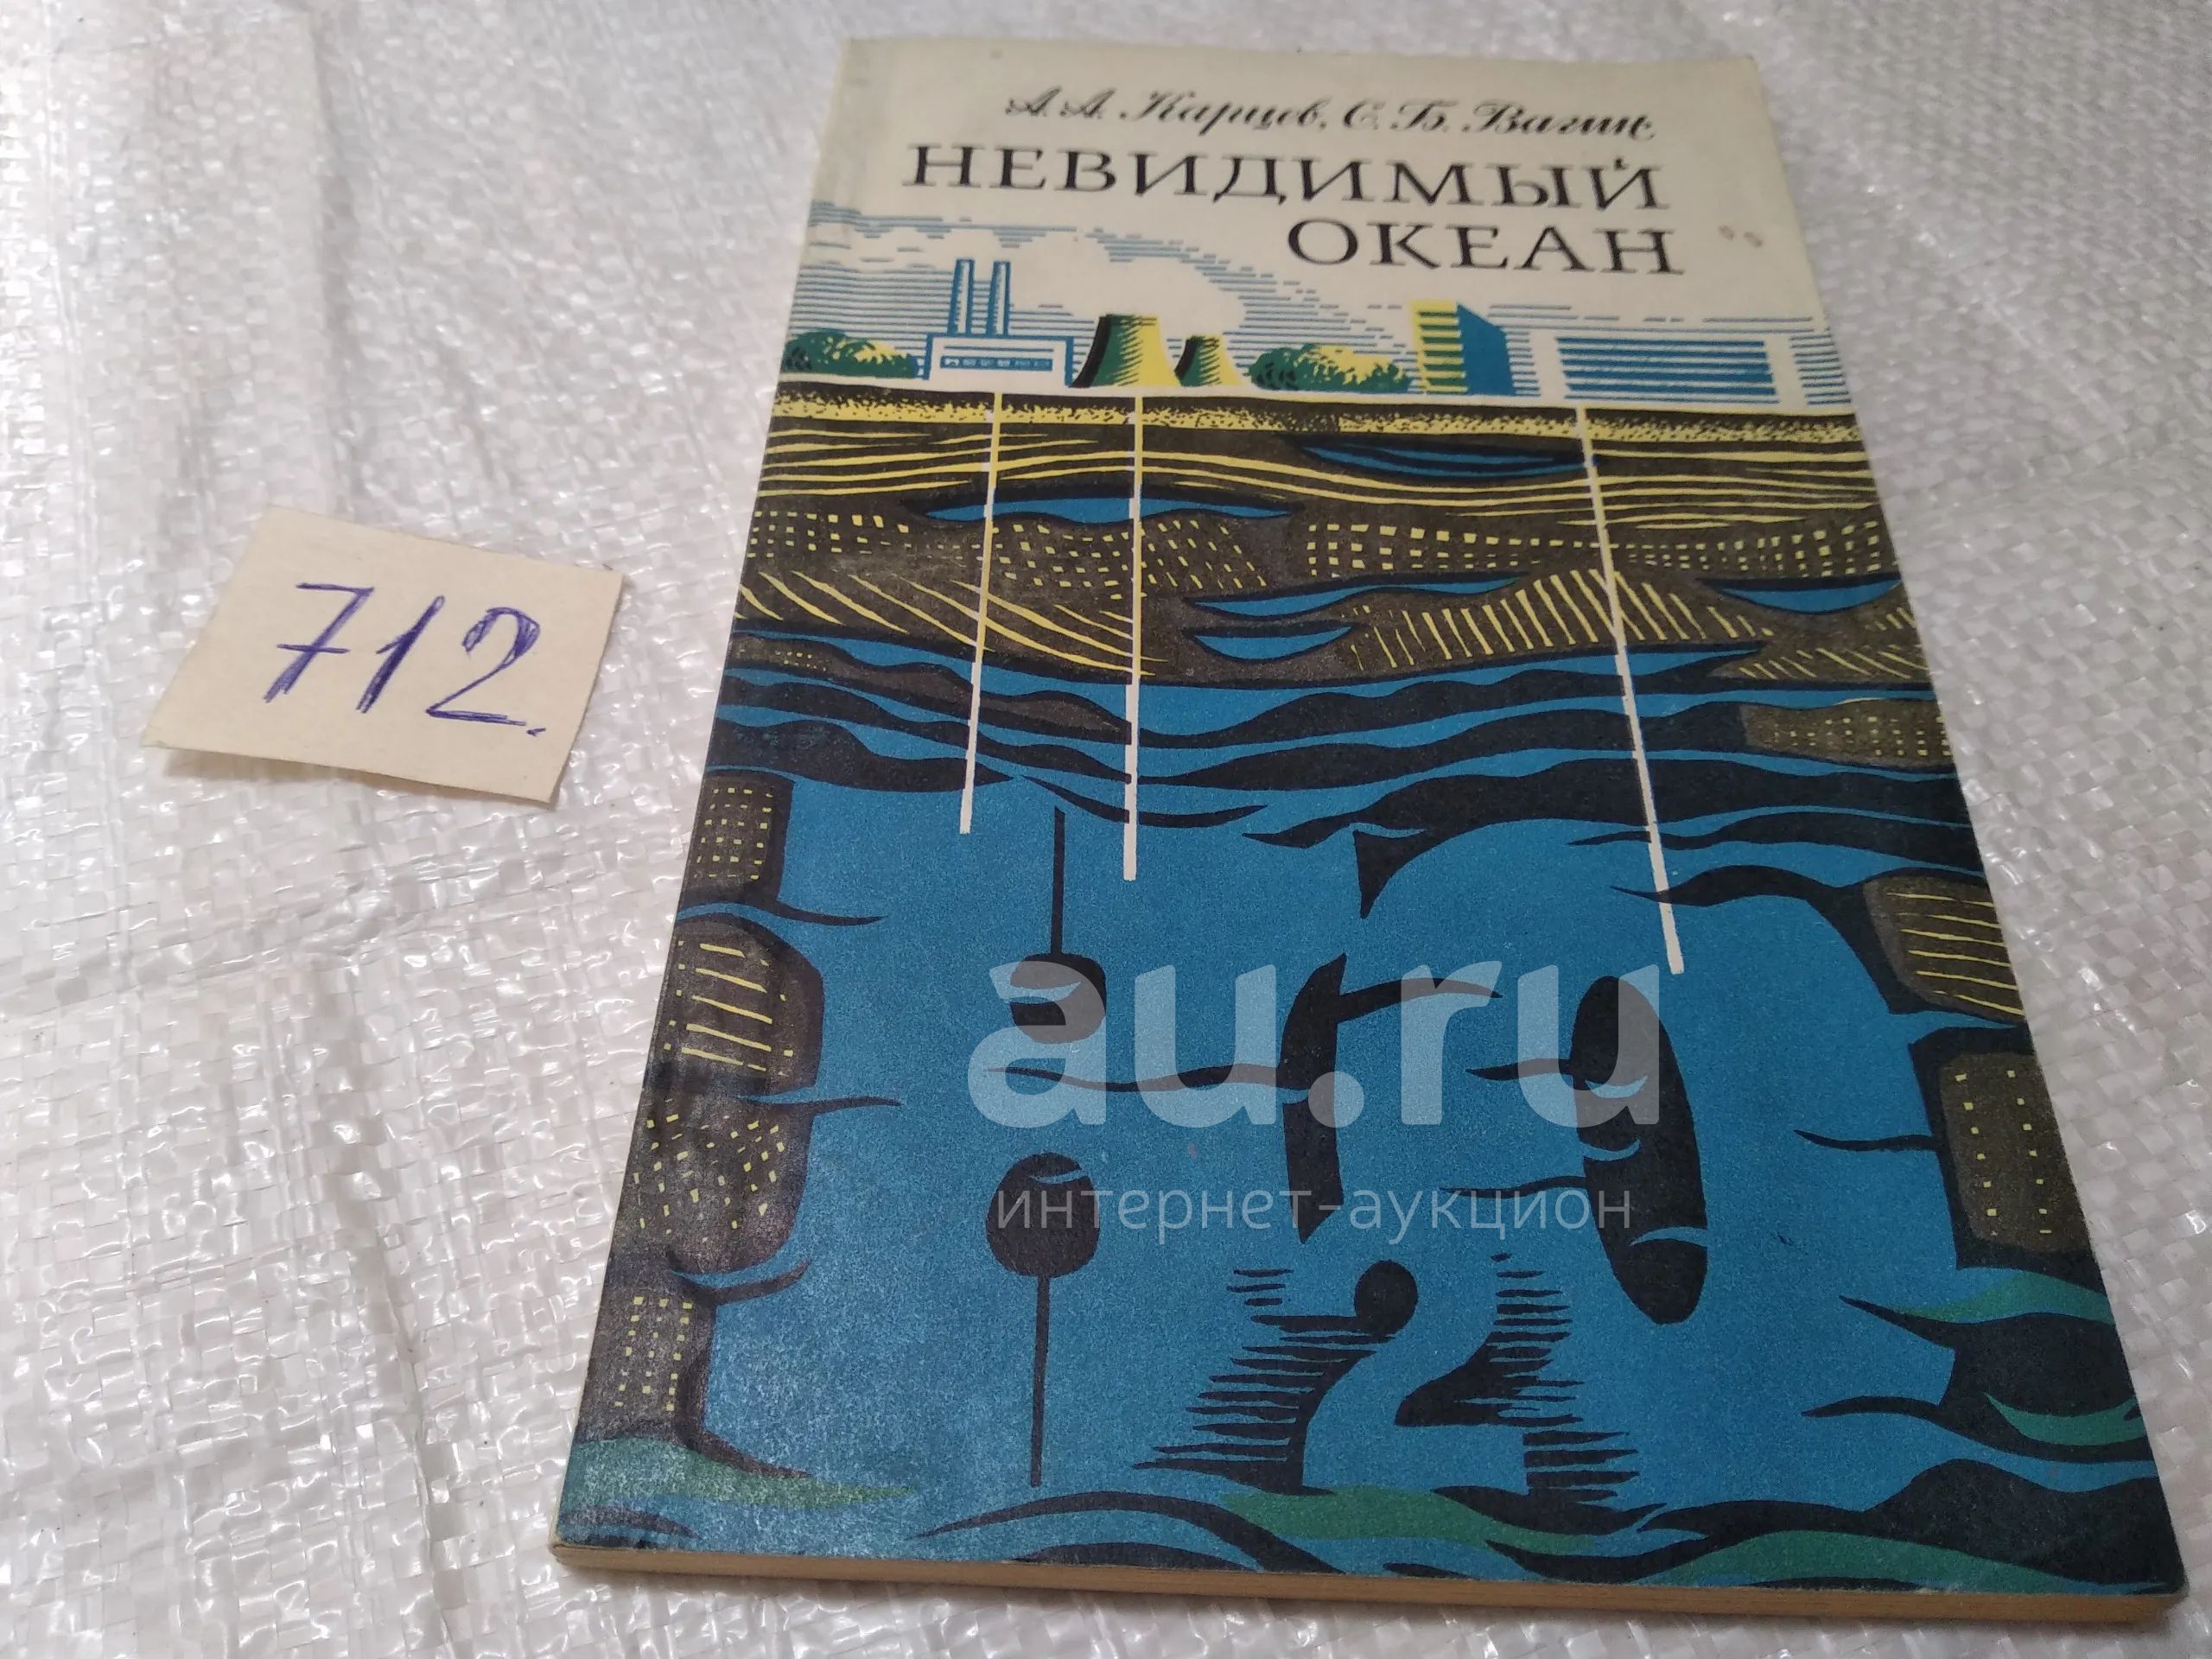 А. А. Карцев, С. Б. Вагин
НЕВИДИМЫЙ
ОКЕАН
712.
au.ru
интернет-аукцион